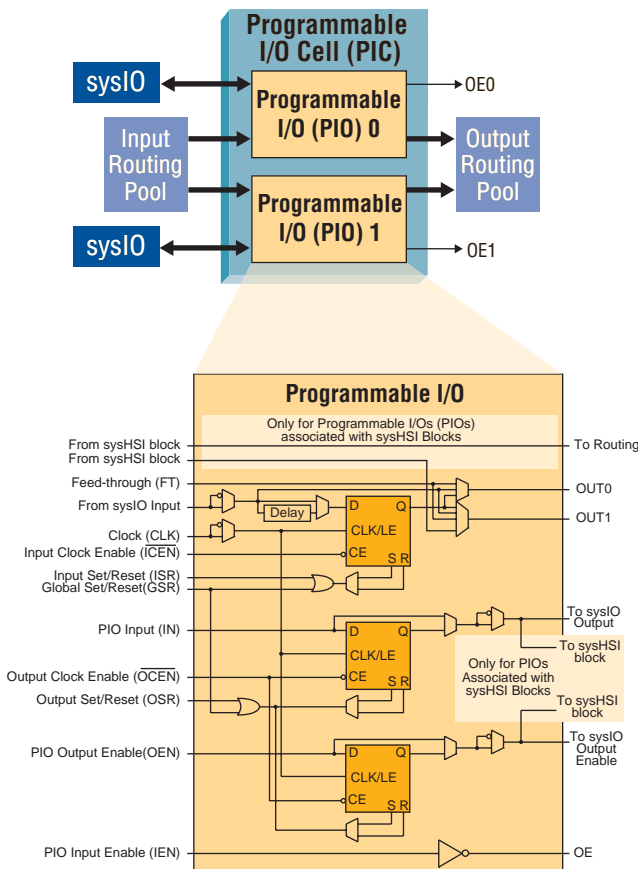 Programmable
I/O Cell (PIC)
sysIO
Programmable
I/O (PIO) 0
OE0
Input
Routing
Pool
Output
Routing
Pool
Programmable
I/O (PIO) 1
sysIO
OE1
Programmable I/O
Only for Programmable I/Os (PIOs)
associated with sysHSI Blocks
From sysHSI block
To Routing
From sysHSI block
Feed-through (FT)
OUT0
From sysIO Input
D
Q
Delay
OUT1
Clock (CLK)
CLK/LE
Input Clock Enable (ICEN)
CE
S R
Input Set/Reset (ISR)
Global Set/Reset(GSR)
To sysIO
Output
PIO Input (IN)
D
Q
To sysHSI
block
CLK/LE
Only for PIOs
Associated with
sysHSI Blocks
Output Clock Enable (OCEN)
CE
S R
Output Set/Reset (OSR)
To sysHSI
block
To sysIO
Output
Enable
PIO Output Enable(OEN)
D
Q
CLK/LE
CE
S R
PIO Input Enable (IEN)
OE